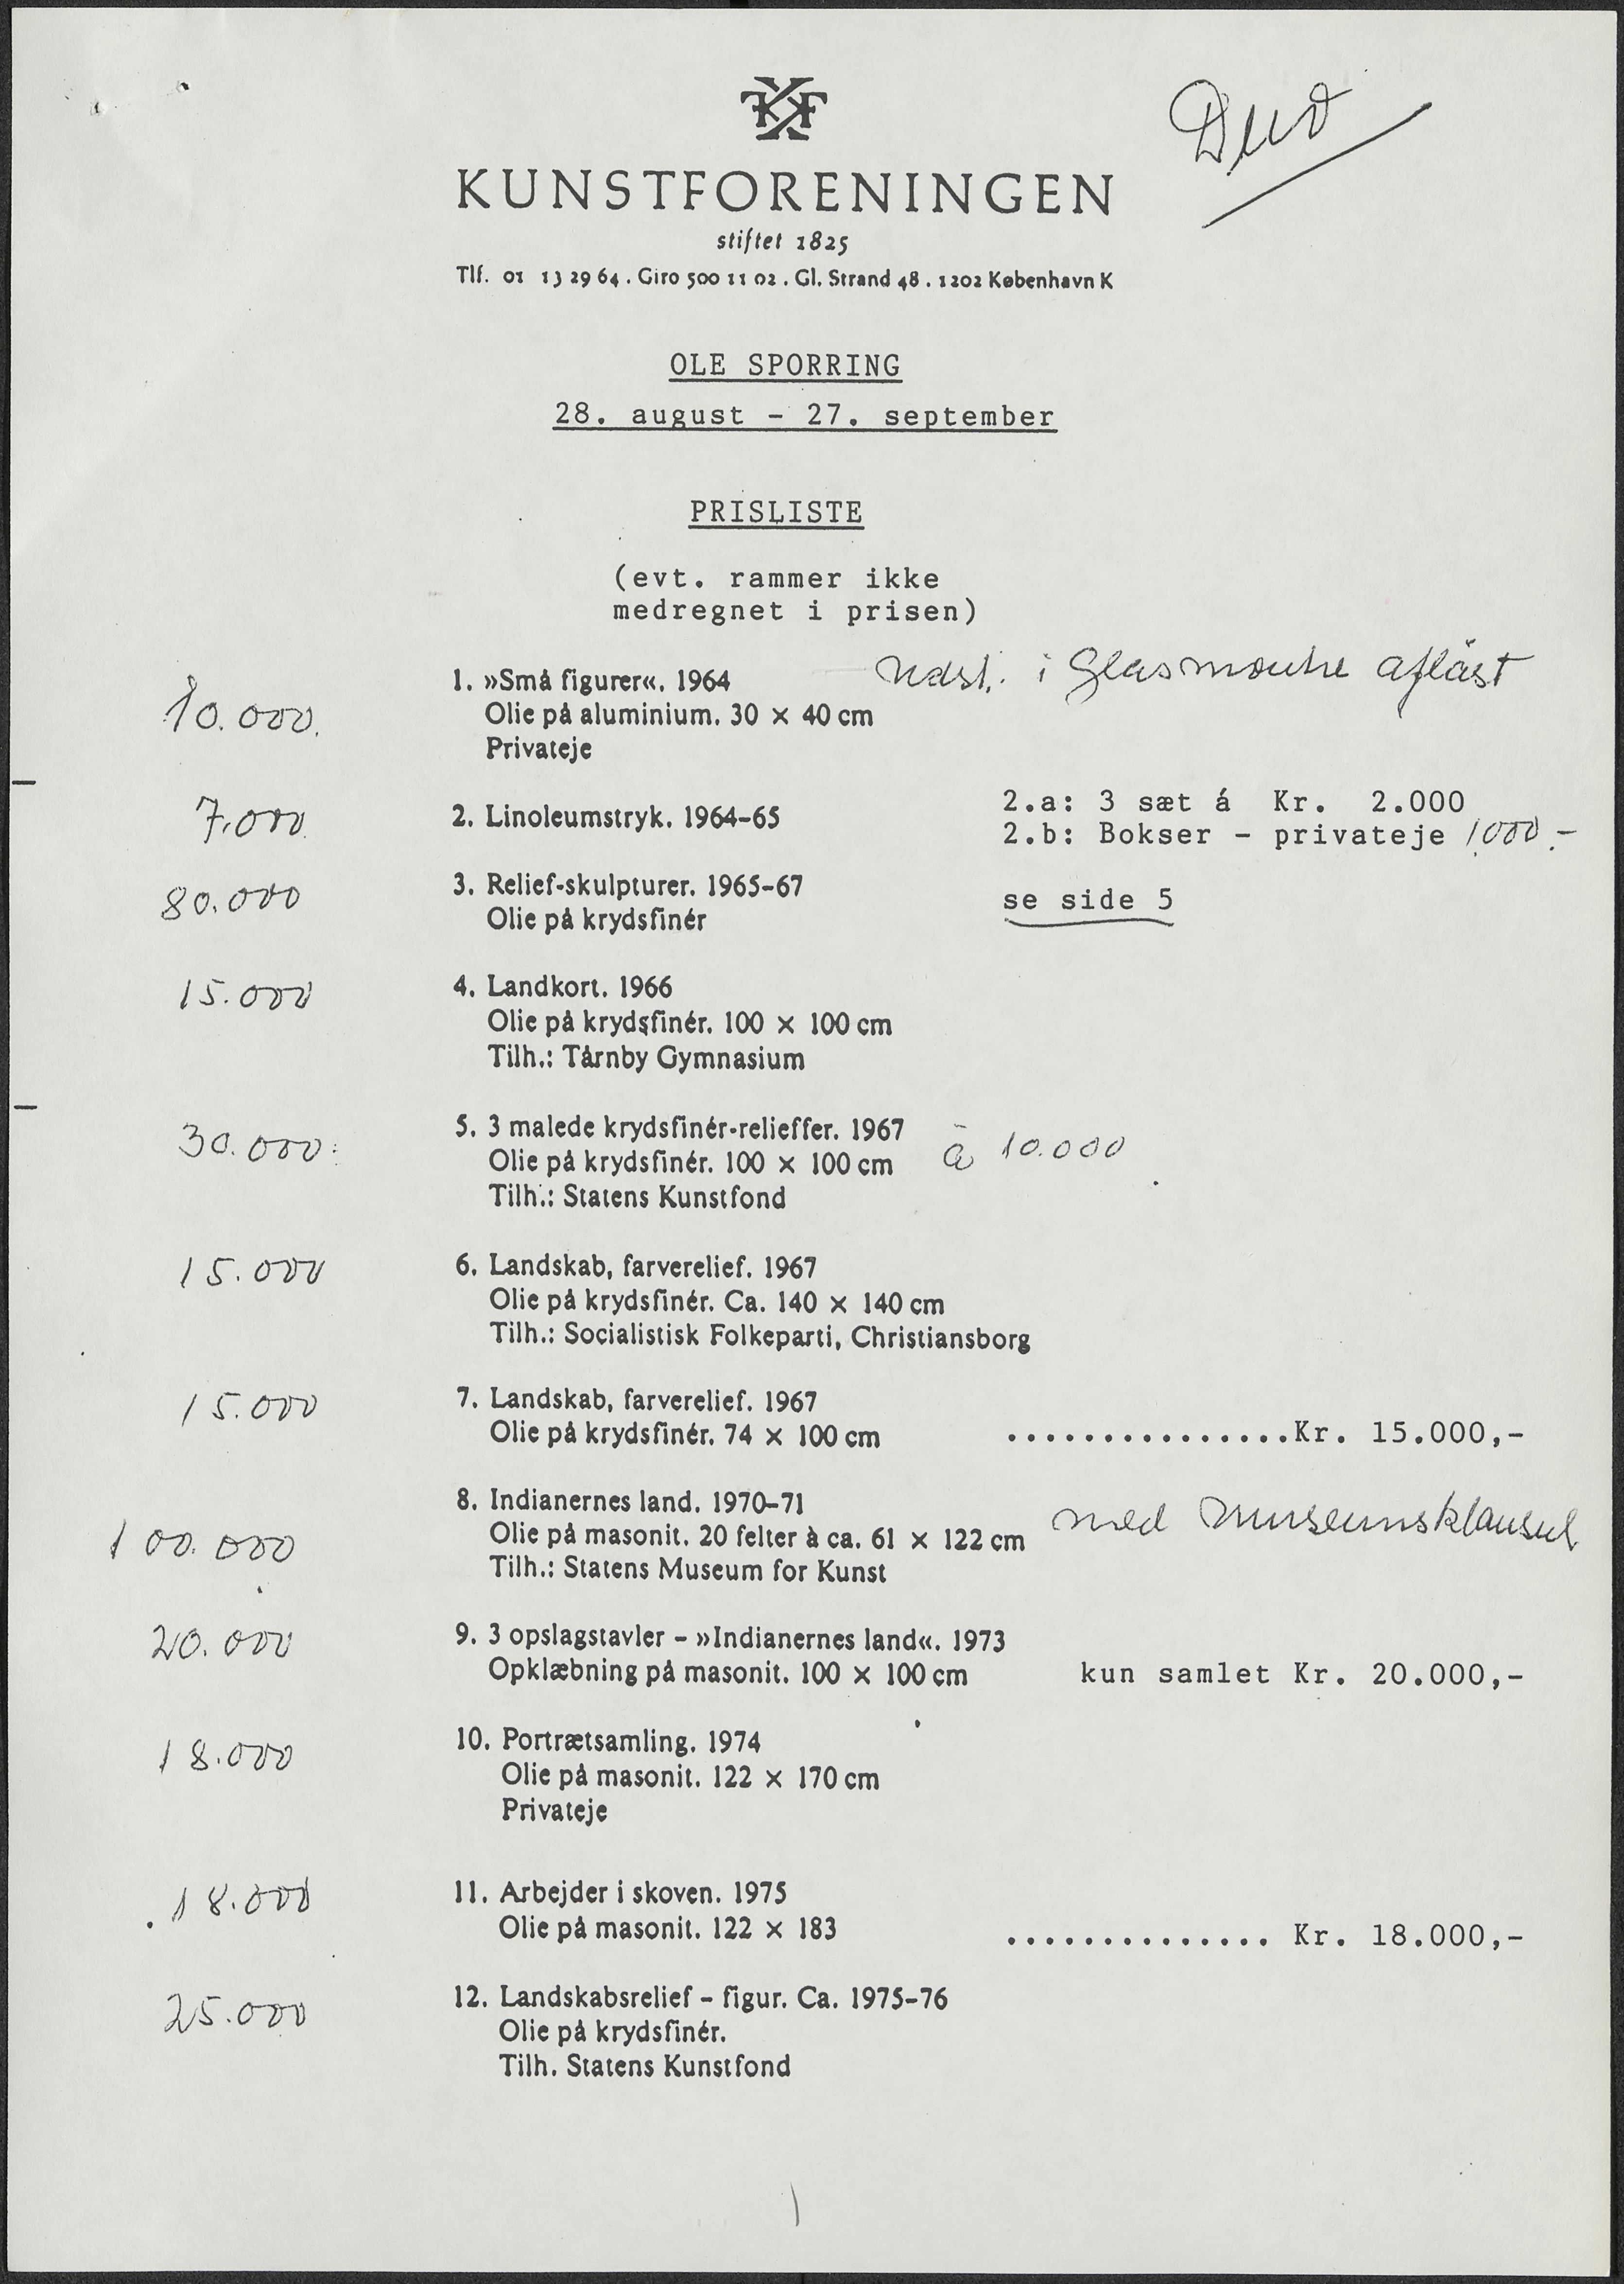 KF
Duo
KUNSTFORENINGEN
stiftet 1825
Tlf. 01 13 29 64 . Giro 500 11 02 . Gl. Strand 48 . 1202 København K
OLE SPORRING
28. august - 27. september
PRISLISTE
(evt. rammer ikke
medregnet i prisen)
10.000. 1. »Små figurer«. 1964 i Glasmontre aflåst
Olie på aluminium. 30 × 40 cm
Privateje
7.000. 2. Linoleumstryk. 1964-65 2.a: 3 sæt á Kr. 2.000
2.b: Bokser - privateje 1.000.-
80.000 3. Relief-skulpturer. 1965-67 se side 5
Olie på krydsfinér
15.000 4. Landkort. 1966
Olie på krydsfinér. 100 × 100 cm
Tilh.: Tårnby Gymnasium
30.000: 5. 3 malede krydsfinér-relieffer. 1967 à 10.000
Olie på krydsfinér. 100 × 100 cm
Tilh.: Statens Kunstfond
15.000 6. Landskab, farverelief. 1967
Olie på krydsfinér. Ca. 140 × 140 cm
Tilh.: Socialistisk Folkeparti, Christiansborg
15.000 7. Landskab, farverelief. 1967
Olie på krydsfinér. 74 × 100 cm ...............Kr. 15.000,-
8. Indianernes land. 1970-71 med museumsklausul
100.000 Olie på masonit. 20 felter à ca. 61 × 122 cm
Tilh.: Statens Museum for Kunst
20.000 9. 3 opslagstavler - »Indianernes land«. 1973
Opklæbning på masonit. 100 × 100 cm kun samlet Kr. 20.000,-
18.000 10. Portrætsamling. 1974
Olie på masonit. 122 × 170 cm
Privateje
18.000 11. Arbejder i skoven. 1975
Olie på masonit. 122 × 183 .............. Kr. 18.000,-
25.000 12. Landskabsrelief - figur. Ca. 1975-76
Olie på krydsfinér.
Tilh. Statens Kunstfond